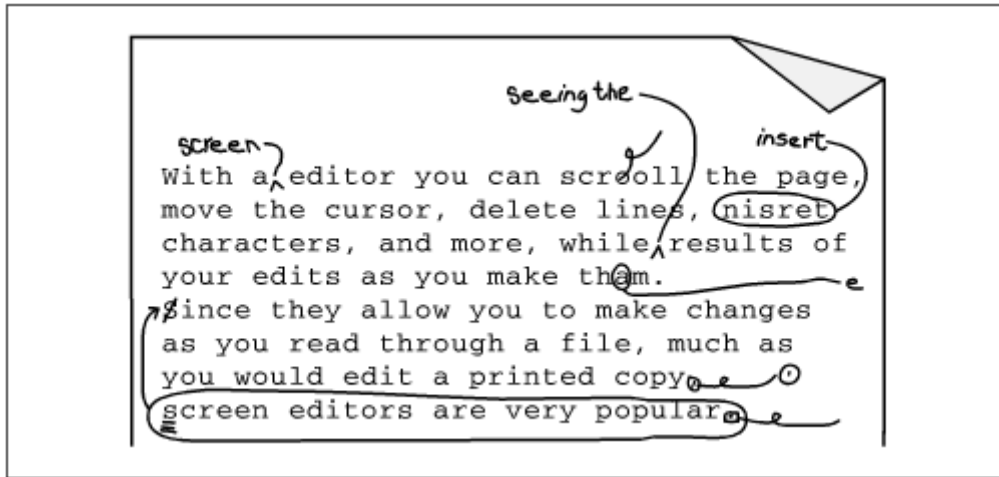 seeing the
screen insert
With a editor you can scrooll the page,
move the cursor, delete lines, nisret
characters, and more, while results of
your edits as you make tham.
e
Since they allow you to make changes
as you read through a file, much as
you would edit a printed copy.
screen editors are very popular.